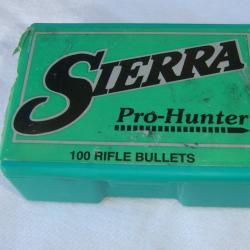 SIERRA
Pro-Hunter
100 RIFLE BULLETS